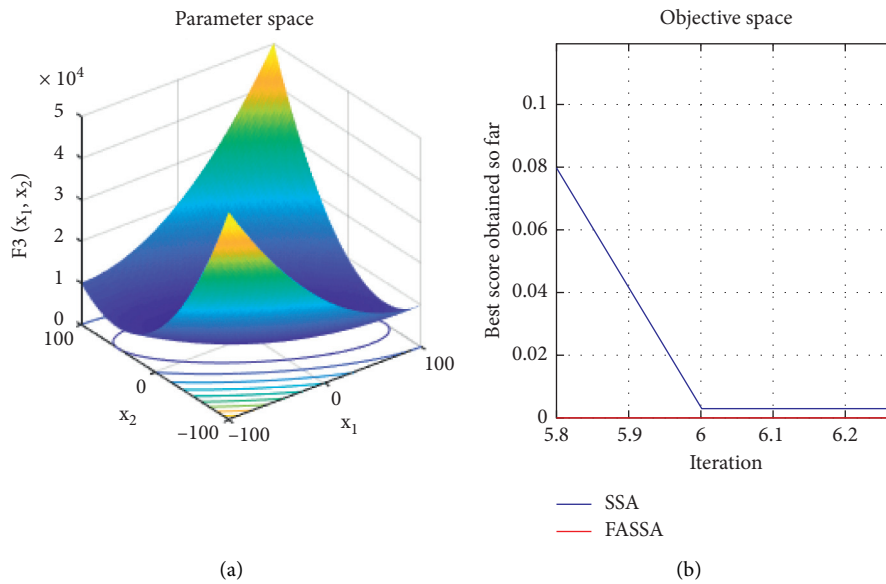 Parameter space
× 10⁴
5
4
3
2
1
0
F3 (x₁, x₂)
100
0
−100
x₂
−100
0
100
x₁
(a)
Objective space
0.1
0.08
0.06
0.04
0.02
0
Best score obtained so far
5.8 5.9 6 6.1 6.2
Iteration
SSA
FASSA
(b)